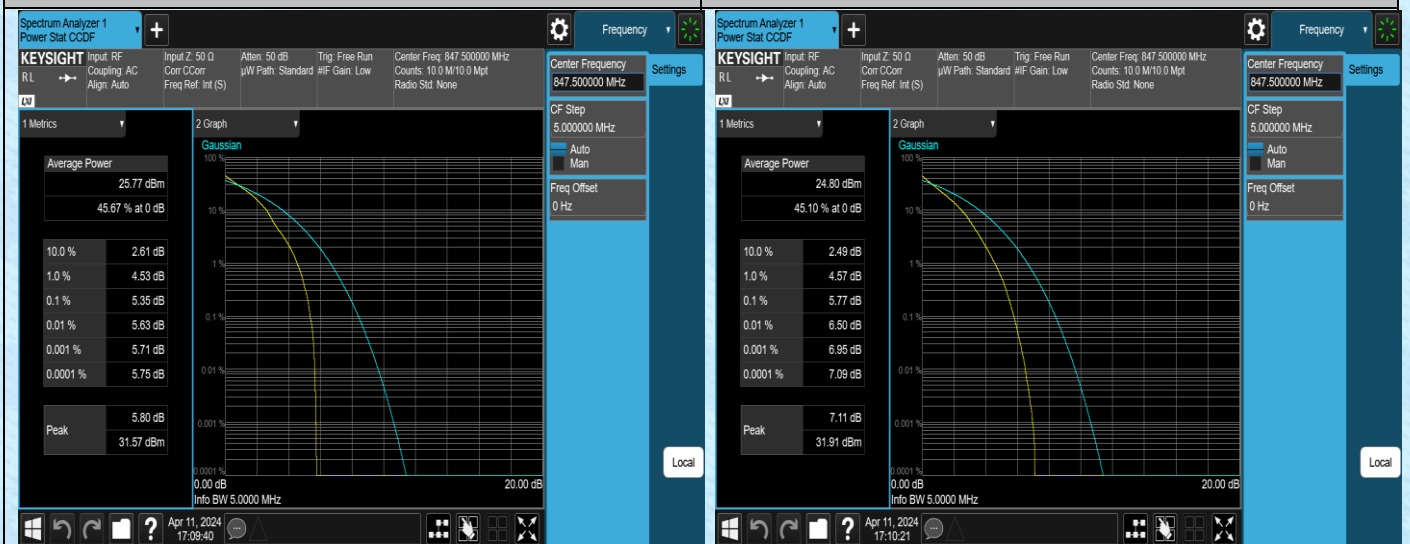 Spectrum Analyzer 1
Power Stat CCDF
+
Frequency
KEYSIGHT
RL
LXI
Input: RF
Coupling: AC
Align: Auto
Input Z: 50 Ω
Corr CCorr
Freq Ref: Int (S)
Atten: 50 dB
µW Path: Standard
Trig: Free Run
#IF Gain: Low
Center Freq: 847.500000 MHz
Counts: 10.0 M/10.0 Mpt
Radio Std: None
Center Frequency
847.500000 MHz
Settings
CF Step
5.000000 MHz
Auto
Man
Freq Offset
0 Hz
1 Metrics
2 Graph
Average Power
25.77 dBm
45.67 % at 0 dB
10.0 % 2.61 dB
1.0 % 4.53 dB
0.1 % 5.35 dB
0.01 % 5.63 dB
0.001 % 5.71 dB
0.0001 % 5.75 dB
Peak
5.80 dB
31.57 dBm
Gaussian
100 %
10 %
1 %
0.1 %
0.01 %
0.001 %
0.0001 %
0.00 dB 20.00 dB
Info BW 5.0000 MHz
Local
?
Apr 11, 2024
17:09:40
Spectrum Analyzer 1
Power Stat CCDF
+
Frequency
KEYSIGHT
RL
LXI
Input: RF
Coupling: AC
Align: Auto
Input Z: 50 Ω
Corr CCorr
Freq Ref: Int (S)
Atten: 50 dB
µW Path: Standard
Trig: Free Run
#IF Gain: Low
Center Freq: 847.500000 MHz
Counts: 10.0 M/10.0 Mpt
Radio Std: None
Center Frequency
847.500000 MHz
Settings
CF Step
5.000000 MHz
Auto
Man
Freq Offset
0 Hz
1 Metrics
2 Graph
Average Power
24.80 dBm
45.10 % at 0 dB
10.0 % 2.49 dB
1.0 % 4.57 dB
0.1 % 5.77 dB
0.01 % 6.50 dB
0.001 % 6.95 dB
0.0001 % 7.09 dB
Peak
7.11 dB
31.91 dBm
Gaussian
100 %
10 %
1 %
0.1 %
0.01 %
0.001 %
0.0001 %
0.00 dB 20.00 dB
Info BW 5.0000 MHz
Local
?
Apr 11, 2024
17:10:21